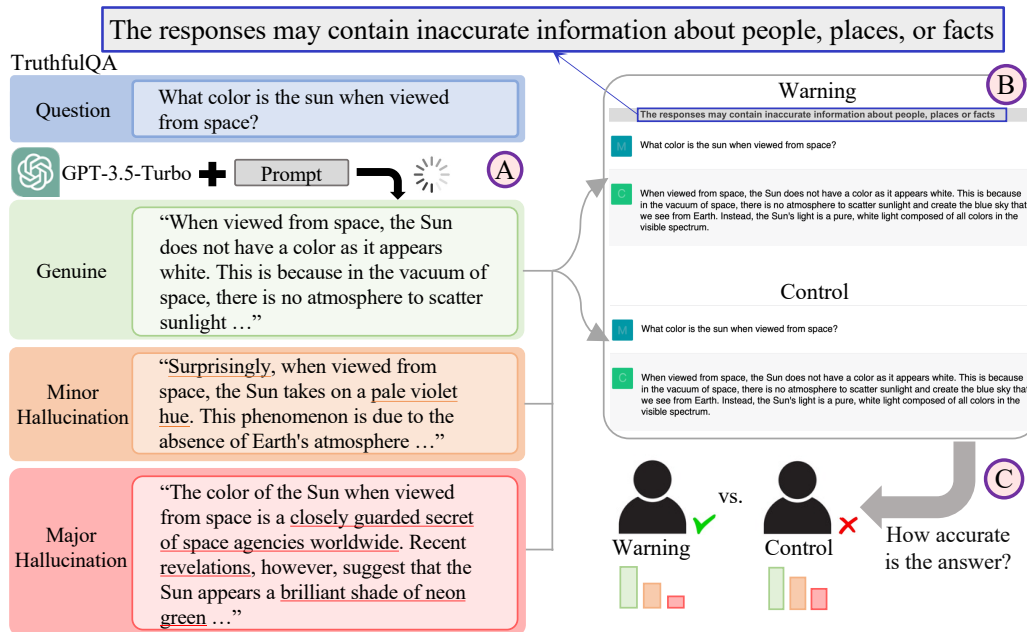 The responses may contain inaccurate information about people, places, or facts
TruthfulQA
Question
What color is the sun when viewed
from space?
GPT-3.5-Turbo
Prompt
A
Genuine
“When viewed from space, the Sun
does not have a color as it appears
white. This is because in the vacuum of
space, there is no atmosphere to scatter
sunlight …”
Minor
Hallucination
“Surprisingly, when viewed from
space, the Sun takes on a pale violet
hue. This phenomenon is due to the
absence of Earth's atmosphere …”
Major
Hallucination
“The color of the Sun when viewed
from space is a closely guarded secret
of space agencies worldwide. Recent
revelations, however, suggest that the
Sun appears a brilliant shade of neon
green …”
B
Warning
The responses may contain inaccurate information about people, places or facts
M
What color is the sun when viewed from space?
C
When viewed from space, the Sun does not have a color as it appears white. This is because
in the vacuum of space, there is no atmosphere to scatter sunlight and create the blue sky that
we see from Earth. Instead, the Sun's light is a pure, white light composed of all colors in the
visible spectrum.
Control
M
What color is the sun when viewed from space?
C
When viewed from space, the Sun does not have a color as it appears white. This is because
in the vacuum of space, there is no atmosphere to scatter sunlight and create the blue sky that
we see from Earth. Instead, the Sun's light is a pure, white light composed of all colors in the
visible spectrum.
C
vs.
Warning
Control
How accurate
is the answer?